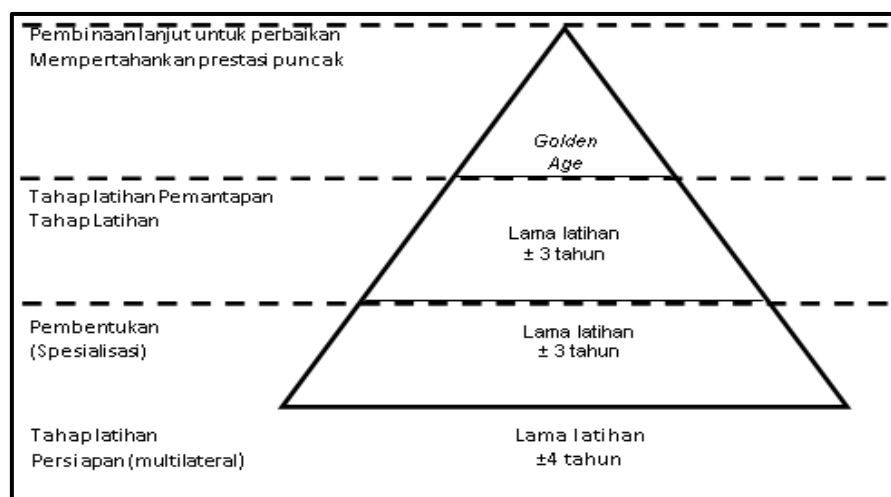 Pembinaan lanjut untuk perbaikan
Mempertahankan prestasi puncak
Golden
Age
Tahap latihan Pemantapan
Tahap Latihan
Lama latihan
± 3 tahun
Pembentukan
(Spesialisasi)
Lama latihan
± 3 tahun
Tahap latihan
Persiapan (multilateral)
Lama latihan
±4 tahun